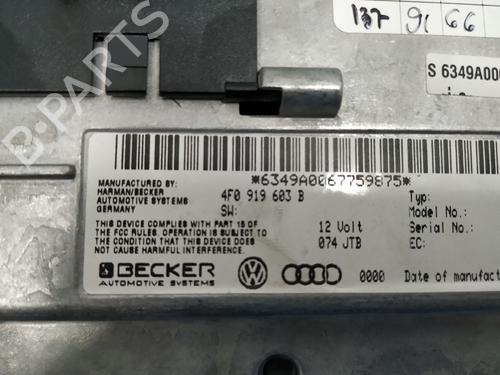 137 91 66
S 6349A00
B-PARTS
*6349A0067759875*
MANUFACTURED BY:
HARMAN/BECKER
AUTOMOTIVE SYSTEMS
GERMANY
4F0 919 603 B
SW:
Typ:
Model No.:
THIS DEVICE COMPLIES WITH PART 15 OF
THE FCC RULES. OPERATION IS SUBJECT TO
THE CONDITION THAT THIS DEVICE DOES
NOT CAUSE HARMFUL INTERFERENCE.
12 Volt
074 JTB
Serial No.:
EC:
BECKER
AUTOMOTIVE SYSTEMS
0000
Date of manufact